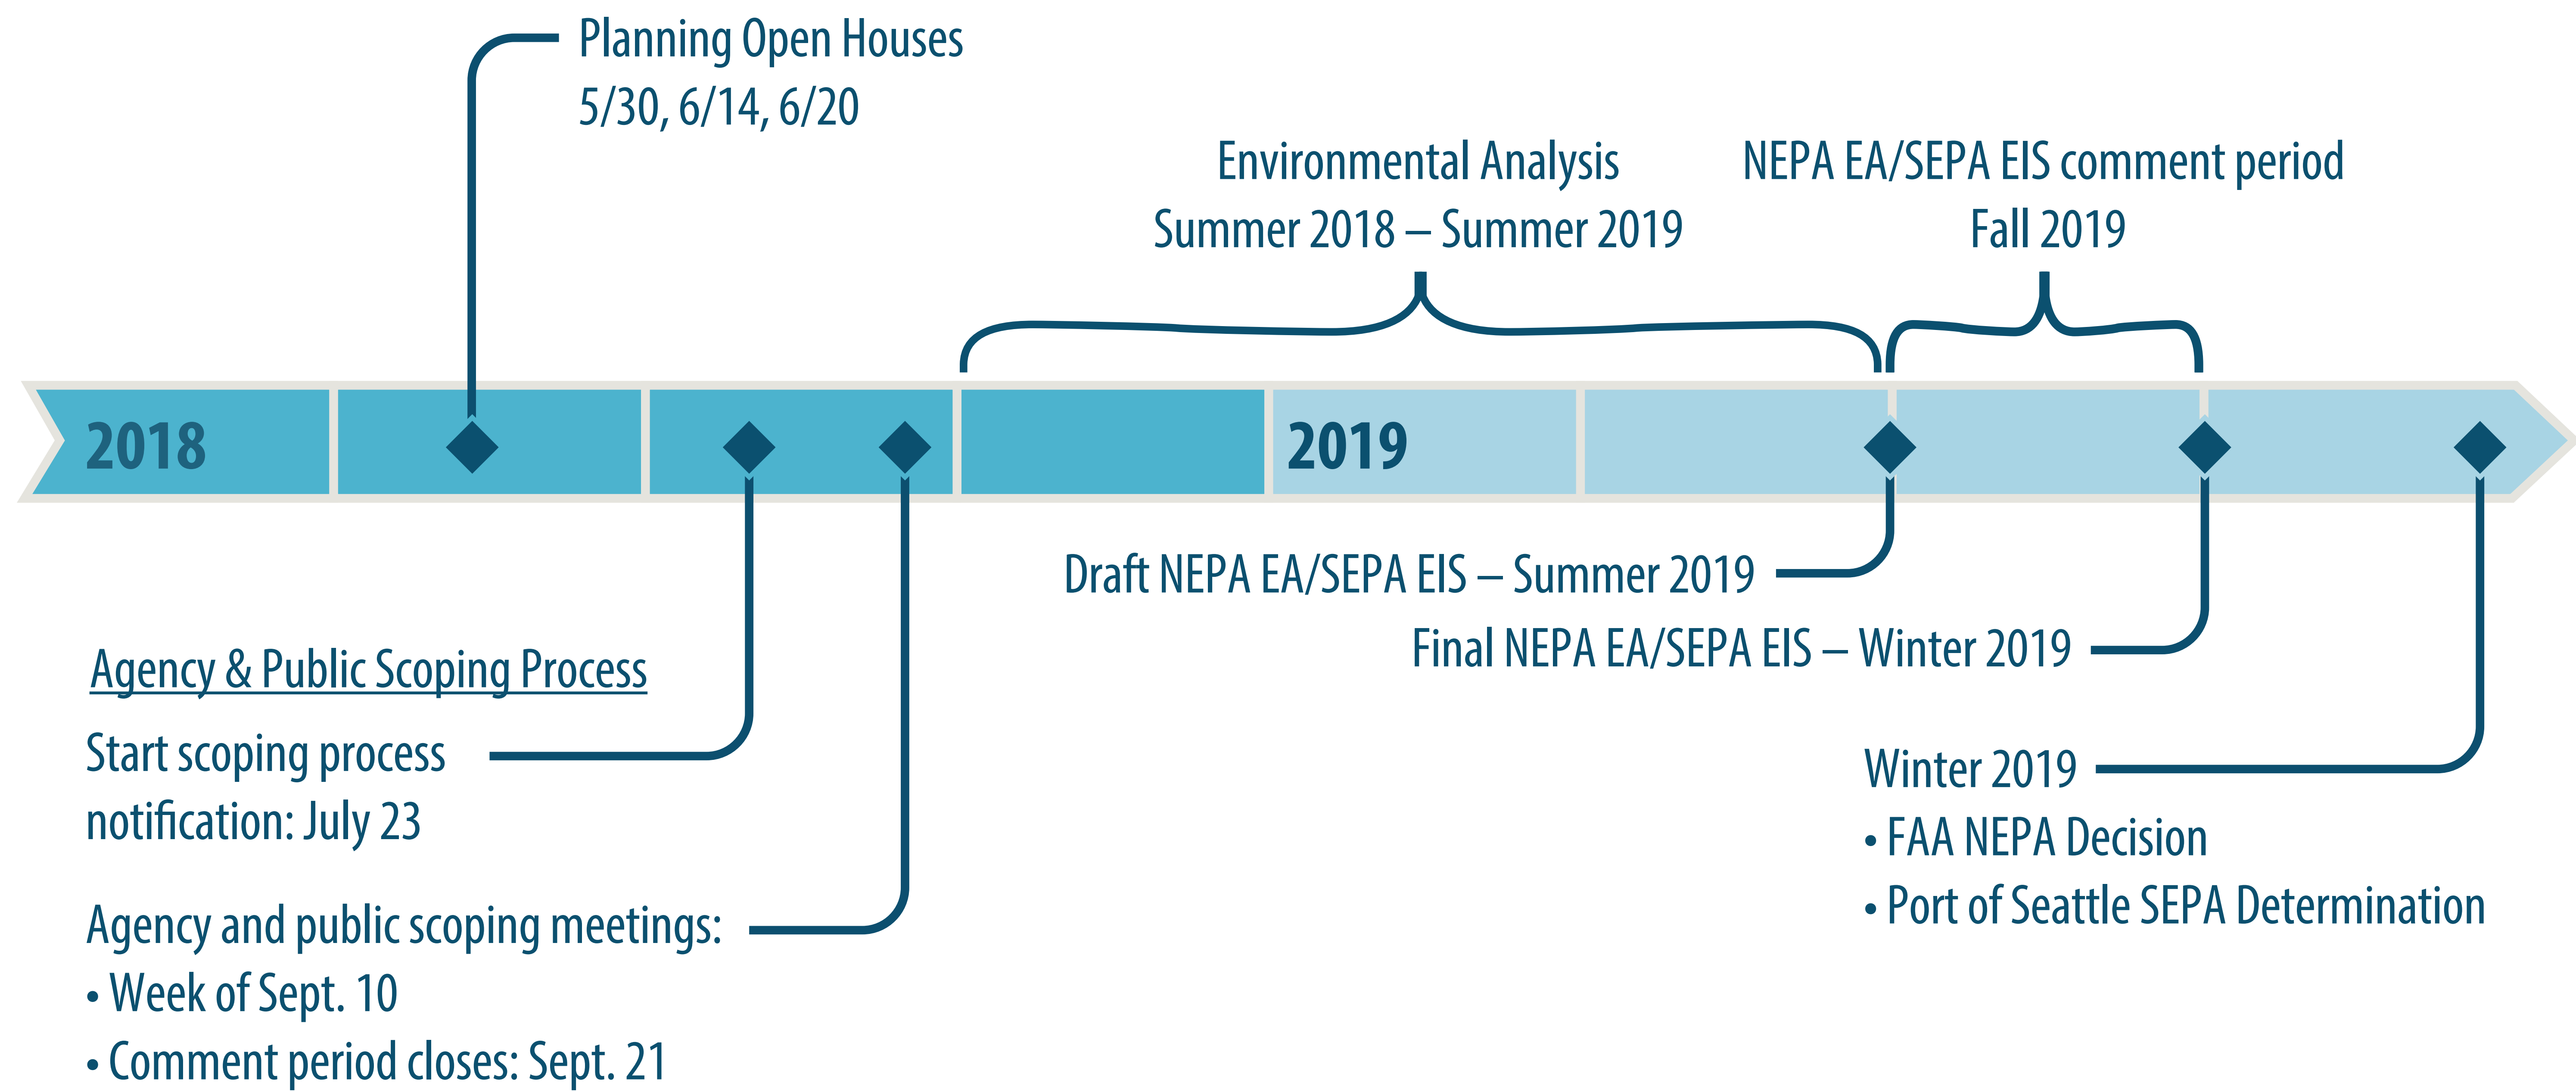 Planning Open Houses
5/30, 6/14, 6/20
Environmental Analysis
Summer 2018 – Summer 2019
NEPA EA/SEPA EIS comment period
Fall 2019
2018
2019
Draft NEPA EA/SEPA EIS – Summer 2019
Final NEPA EA/SEPA EIS – Winter 2019
Agency & Public Scoping Process
Start scoping process
notification: July 23
Agency and public scoping meetings:
• Week of Sept. 10
• Comment period closes: Sept. 21
Winter 2019
• FAA NEPA Decision
• Port of Seattle SEPA Determination